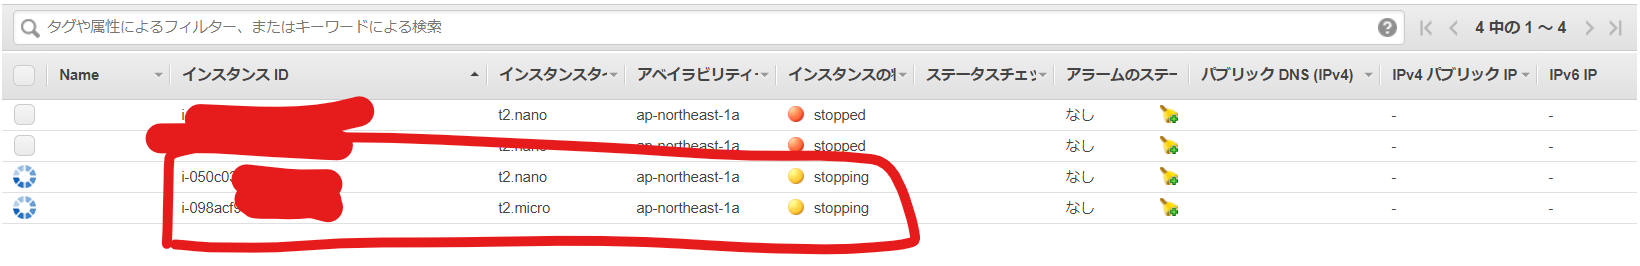 タグや属性によるフィルター、またはキーワードによる検索 ? 4 中の 1 ～ 4
Name インスタンス ID インスタンスター アベイラビリティー インスタンスの ステータスチェッ アラームのステー パブリック DNS (IPv4) IPv4 パブリック IP IPv6 IP
i- t2.nano ap-northeast-1a stopped なし - -
t2.nano ap-northeast-1a stopped なし - -
i-050c03 t2.nano ap-northeast-1a stopping なし - -
i-098acf9 t2.micro ap-northeast-1a stopping なし - -